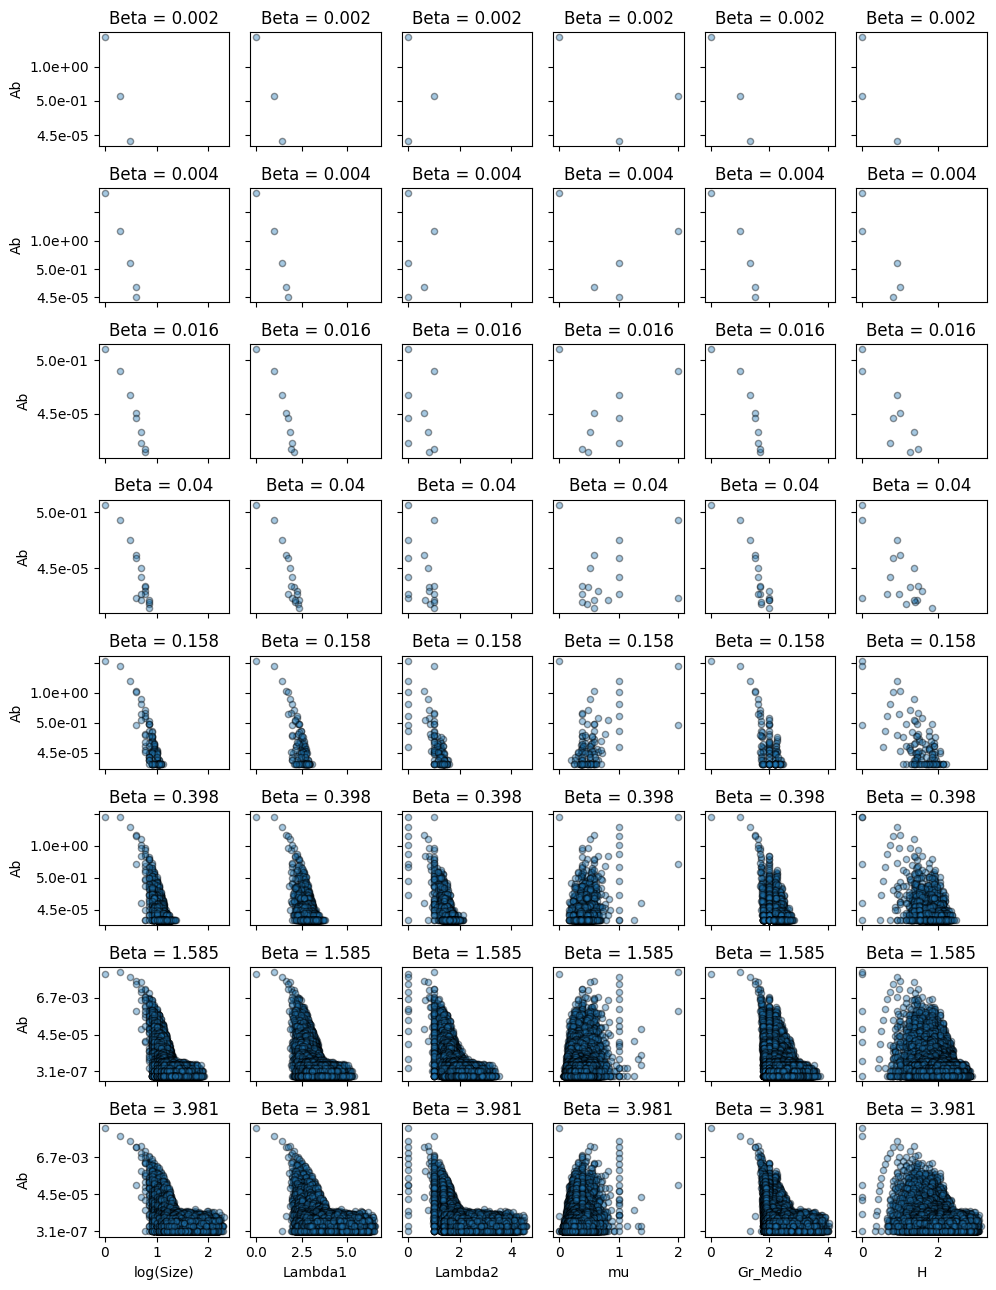 Beta = 0.002 Beta = 0.002 Beta = 0.002 Beta = 0.002 Beta = 0.002 Beta = 0.002
1.0e+00
Ab
5.0e-01
4.5e-05
Beta = 0.004 Beta = 0.004 Beta = 0.004 Beta = 0.004 Beta = 0.004 Beta = 0.004
1.0e+00
Ab
5.0e-01
4.5e-05
Beta = 0.016 Beta = 0.016 Beta = 0.016 Beta = 0.016 Beta = 0.016 Beta = 0.016
5.0e-01
Ab
4.5e-05
Beta = 0.04 Beta = 0.04 Beta = 0.04 Beta = 0.04 Beta = 0.04 Beta = 0.04
5.0e-01
Ab
4.5e-05
Beta = 0.158 Beta = 0.158 Beta = 0.158 Beta = 0.158 Beta = 0.158 Beta = 0.158
1.0e+00
Ab
5.0e-01
4.5e-05
Beta = 0.398 Beta = 0.398 Beta = 0.398 Beta = 0.398 Beta = 0.398 Beta = 0.398
1.0e+00
Ab
5.0e-01
4.5e-05
Beta = 1.585 Beta = 1.585 Beta = 1.585 Beta = 1.585 Beta = 1.585 Beta = 1.585
6.7e-03
Ab
4.5e-05
3.1e-07
Beta = 3.981 Beta = 3.981 Beta = 3.981 Beta = 3.981 Beta = 3.981 Beta = 3.981
6.7e-03
Ab
4.5e-05
3.1e-07
0 1 2 0.0 2.5 5.0 0 2 4 0 1 2 0 2 4 0 2
log(Size) Lambda1 Lambda2 mu Gr_Medio H